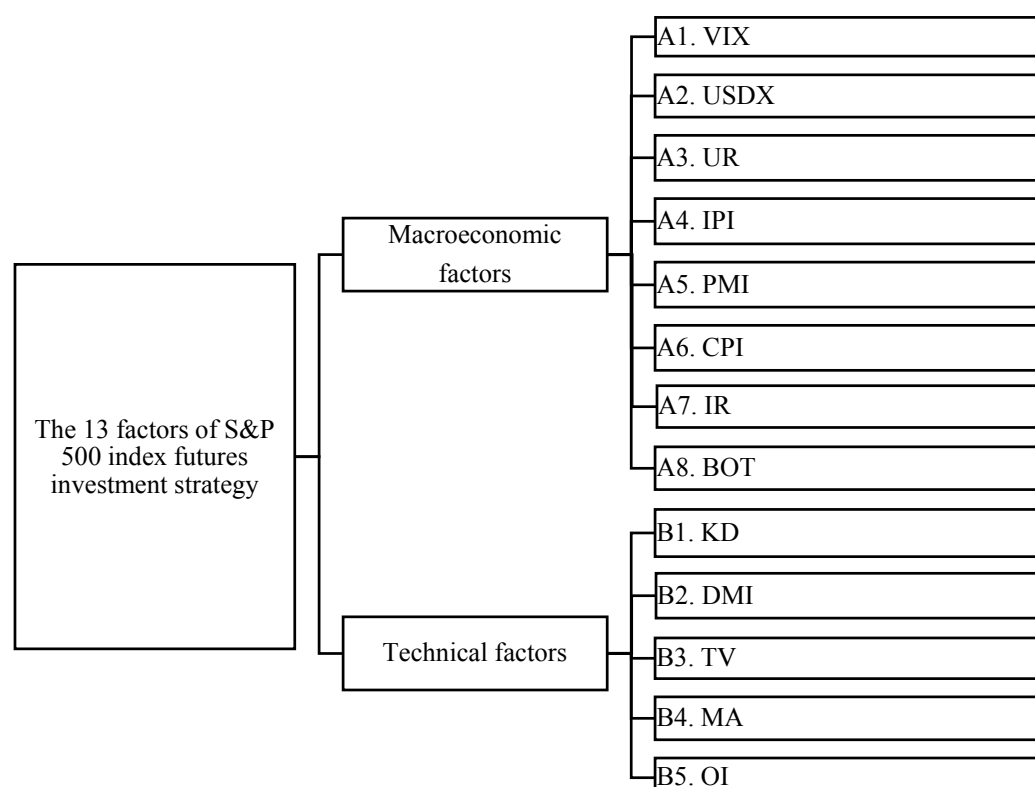 The 13 factors of S&P
500 index futures
investment strategy
Macroeconomic
factors
A1. VIX
A2. USDX
A3. UR
A4. IPI
A5. PMI
A6. CPI
A7. IR
A8. BOT
Technical factors
B1. KD
B2. DMI
B3. TV
B4. MA
B5. OI